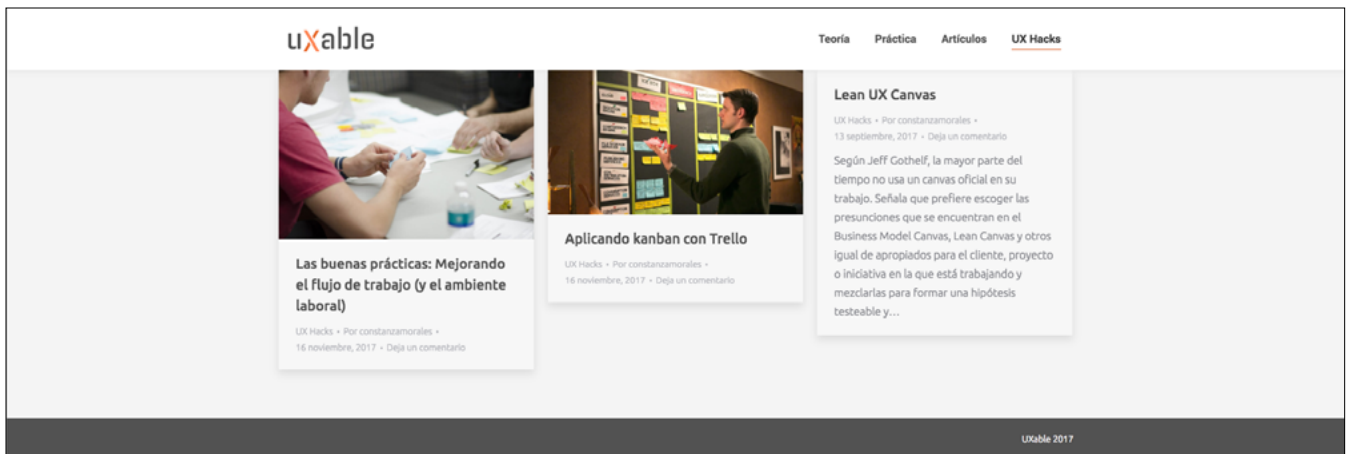 uxable
Teoría Práctica Artículos UX Hacks
Las buenas prácticas: Mejorando
el flujo de trabajo (y el ambiente
laboral)
UX Hacks • Por constanzamorales •
16 noviembre, 2017 • Deja un comentario
Aplicando kanban con Trello
UX Hacks • Por constanzamorales •
16 noviembre, 2017 • Deja un comentario
Lean UX Canvas
UX Hacks • Por constanzamorales •
13 septiembre, 2017 • Deja un comentario
Según Jeff Gothelf, la mayor parte del
tiempo no usa un canvas oficial en su
trabajo. Señala que prefiere escoger las
presunciones que se encuentran en el
Business Model Canvas, Lean Canvas y otros
igual de apropiados para el cliente, proyecto
o iniciativa en la que está trabajando y
mezclarlas para formar una hipótesis
testeable y…
UXable 2017